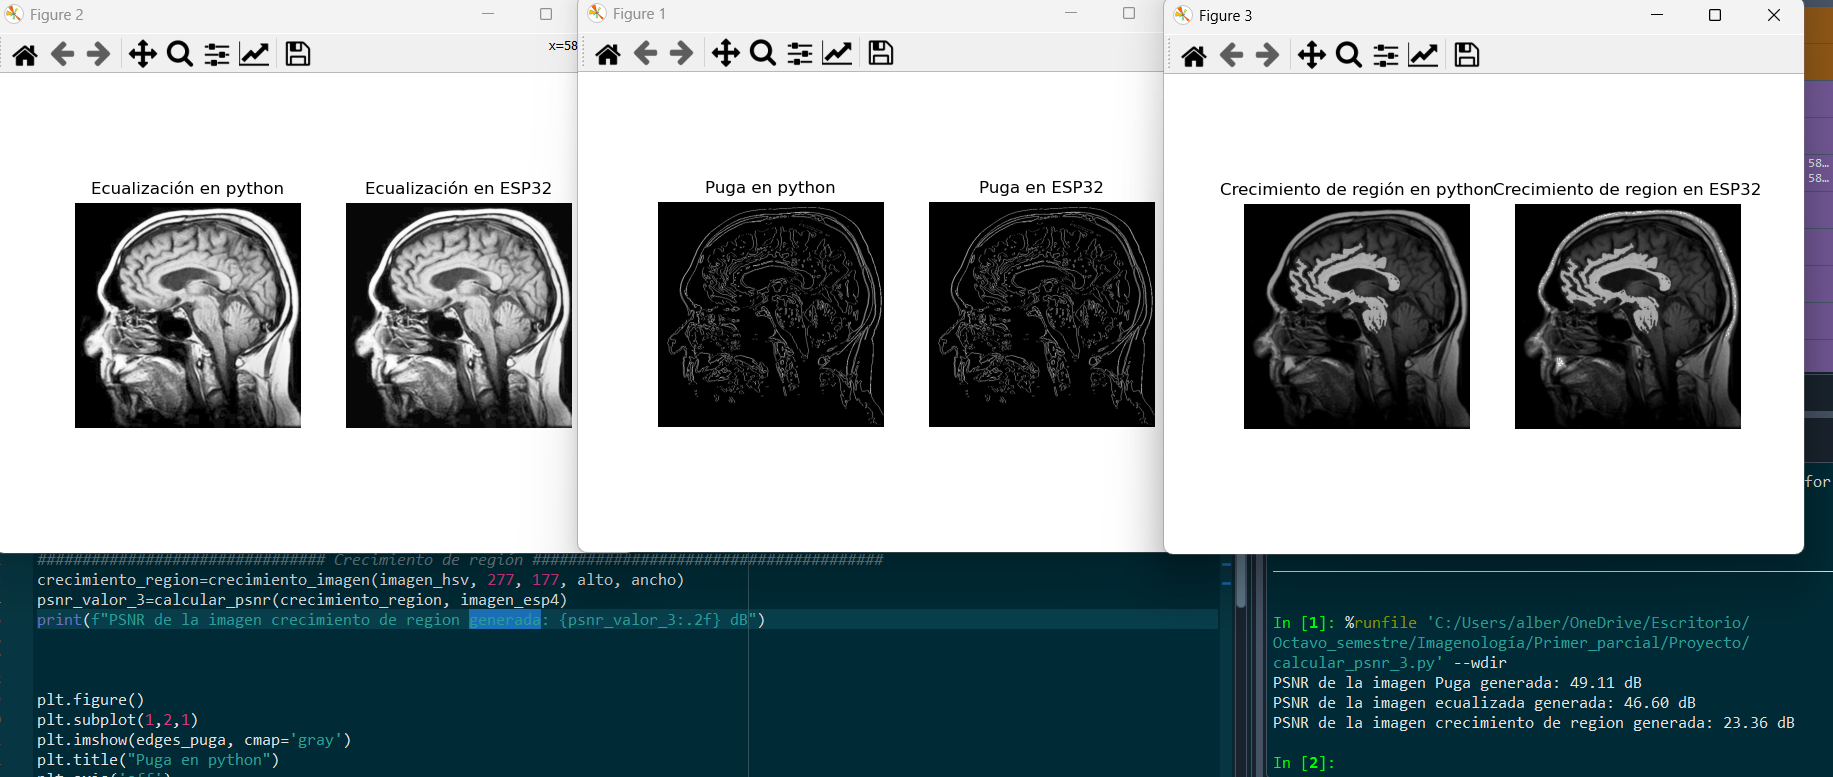 Figure 2
x=58
Ecualización en python
Ecualización en ESP32
Figure 1
Puga en python
Puga en ESP32
Figure 3
Crecimiento de región en python
Crecimiento de region en ESP32
58...
58...
for
############################### Crecimiento de región ######################################
crecimiento_region=crecimiento_imagen(imagen_hsv, 277, 177, alto, ancho)
psnr_valor_3=calcular_psnr(crecimiento_region, imagen_esp4)
print(f"PSNR de la imagen crecimiento de region generada: {psnr_valor_3:.2f} dB")
plt.figure()
plt.subplot(1,2,1)
plt.imshow(edges_puga, cmap='gray')
plt.title("Puga en python")
In [1]: %runfile 'C:/Users/alber/OneDrive/Escritorio/
Octavo_semestre/Imagenología/Primer_parcial/Proyecto/
calcular_psnr_3.py' --wdir
PSNR de la imagen Puga generada: 49.11 dB
PSNR de la imagen ecualizada generada: 46.60 dB
PSNR de la imagen crecimiento de region generada: 23.36 dB
In [2]: